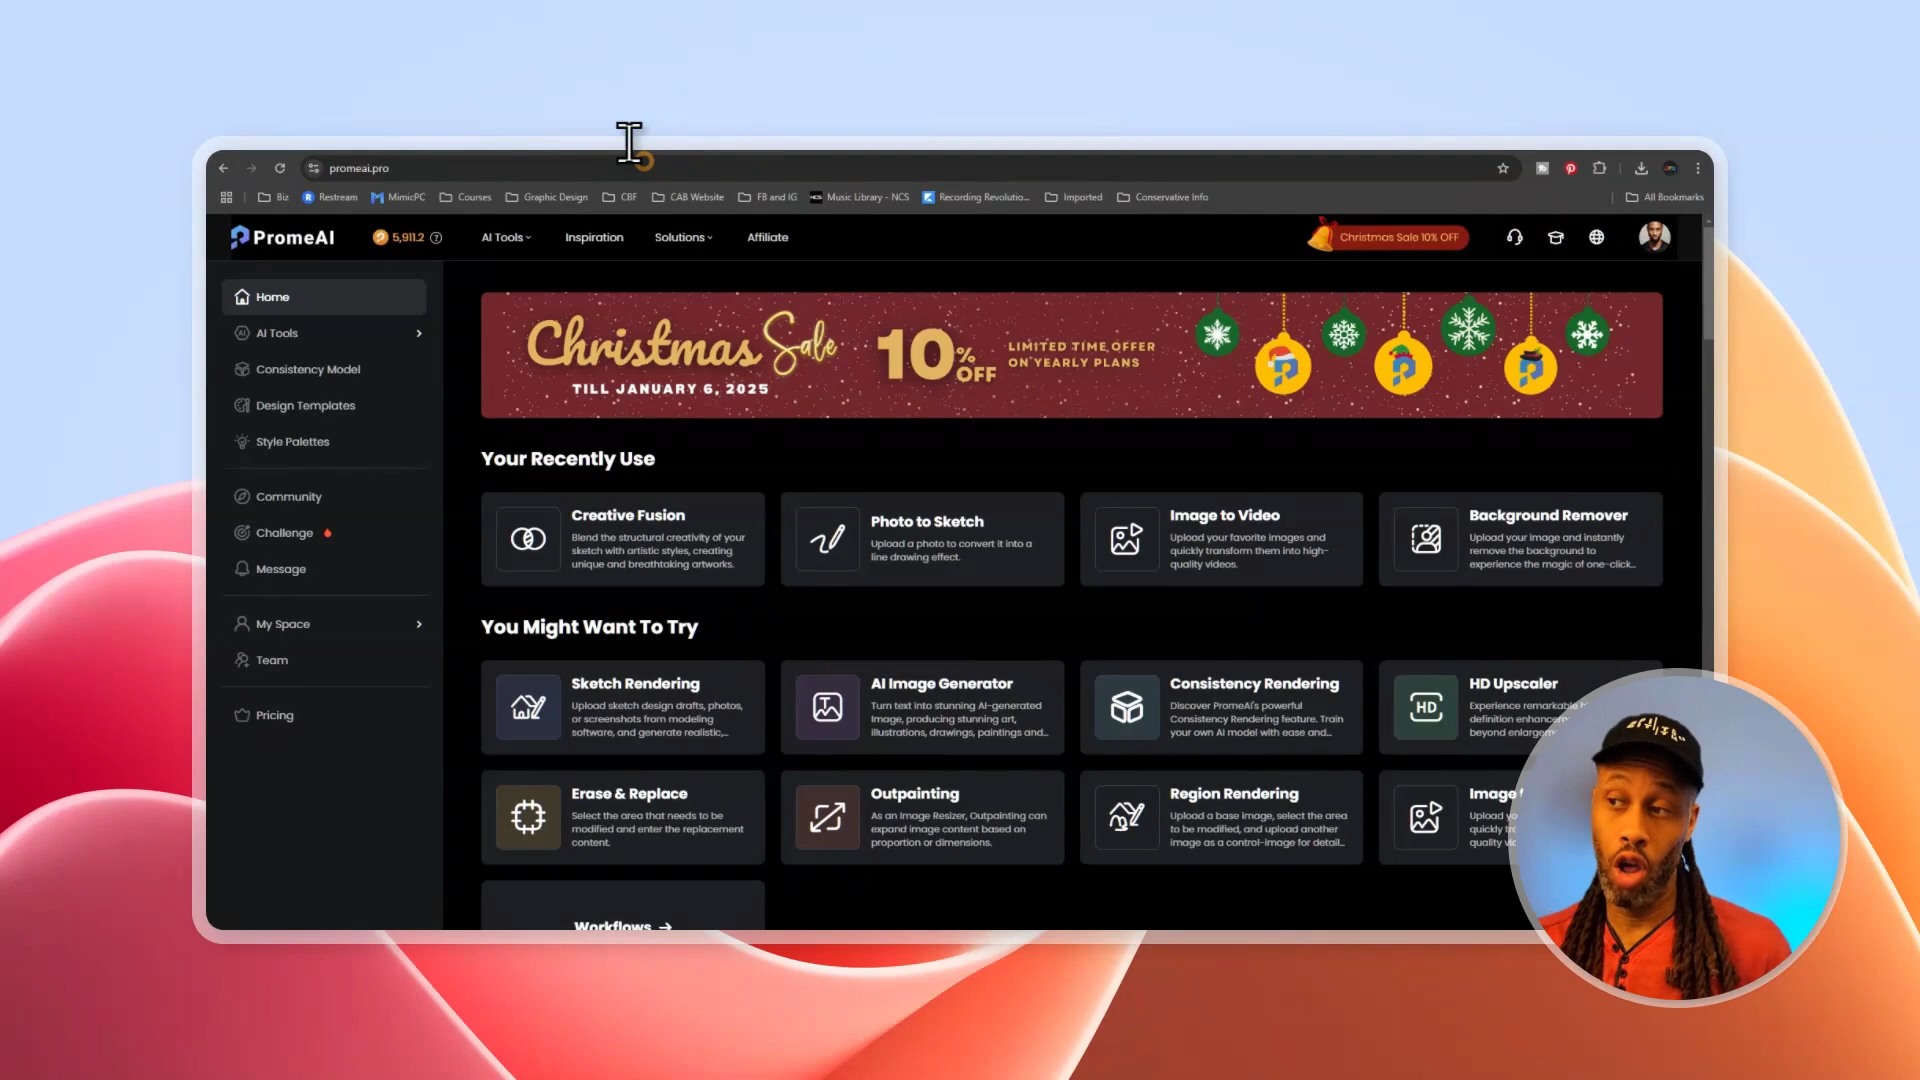 promeai.pro
Biz
Restream
MimicPC
Courses
Graphic Design
CBF
CAB Website
FB and IG
Music Library - NCS
Recording Revolutio...
Imported
Conservative Info
All Bookmarks
PromeAI
5,911.2
AI Tools
Inspiration
Solutions
Affiliate
Christmas Sale 10% OFF
Home
AI Tools
Consistency Model
Design Templates
Style Palettes
Community
Challenge
Message
My Space
Team
Pricing
Christmas Sale
TILL JANUARY 6, 2025
10% OFF
LIMITED TIME OFFER
ON YEARLY PLANS
Your Recently Use
Creative Fusion
Blend the structural creativity of your
sketch with artistic styles, creating
unique and breathtaking artworks.
Photo to Sketch
Upload a photo to convert it into a
line drawing effect.
Image to Video
Upload your favorite images and
quickly transform them into high-
quality videos.
Background Remover
Upload your image and instantly
remove the background to
experience the magic of one-click...
You Might Want To Try
Sketch Rendering
Upload sketch design drafts, photos,
or screenshots from modeling
software, and generate realistic,...
AI Image Generator
Turn text into stunning AI-generated
Image, producing stunning art,
illustrations, drawings, paintings and...
Consistency Rendering
Discover PromeAI's powerful
Consistency Rendering feature. Train
your own AI model with ease and...
HD
HD Upscaler
Experience remarkable
definition
beyond
Erase & Replace
Select the area that needs to be
modified and enter the replacement
content.
Outpainting
As an Image Resizer, Outpainting can
expand image content based on
proportion or dimensions.
Region Rendering
Upload a base image, select the area
to be modified, and upload another
image as a control-image for detail...
Image
Upload
quickly
quality
Workflows →